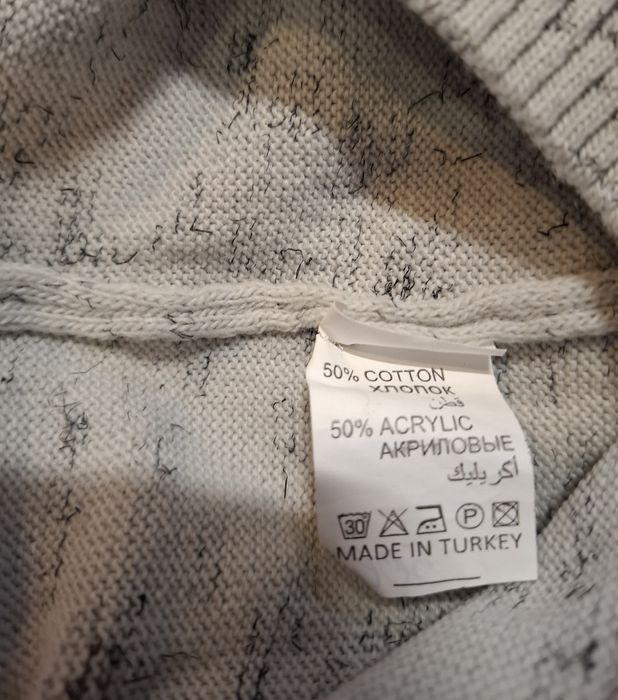 50% COTTON
ХЛОПОК
قطن
50% ACRYLIC
АКРИЛОВЫЕ
أكريليك
30 P
MADE IN TURKEY